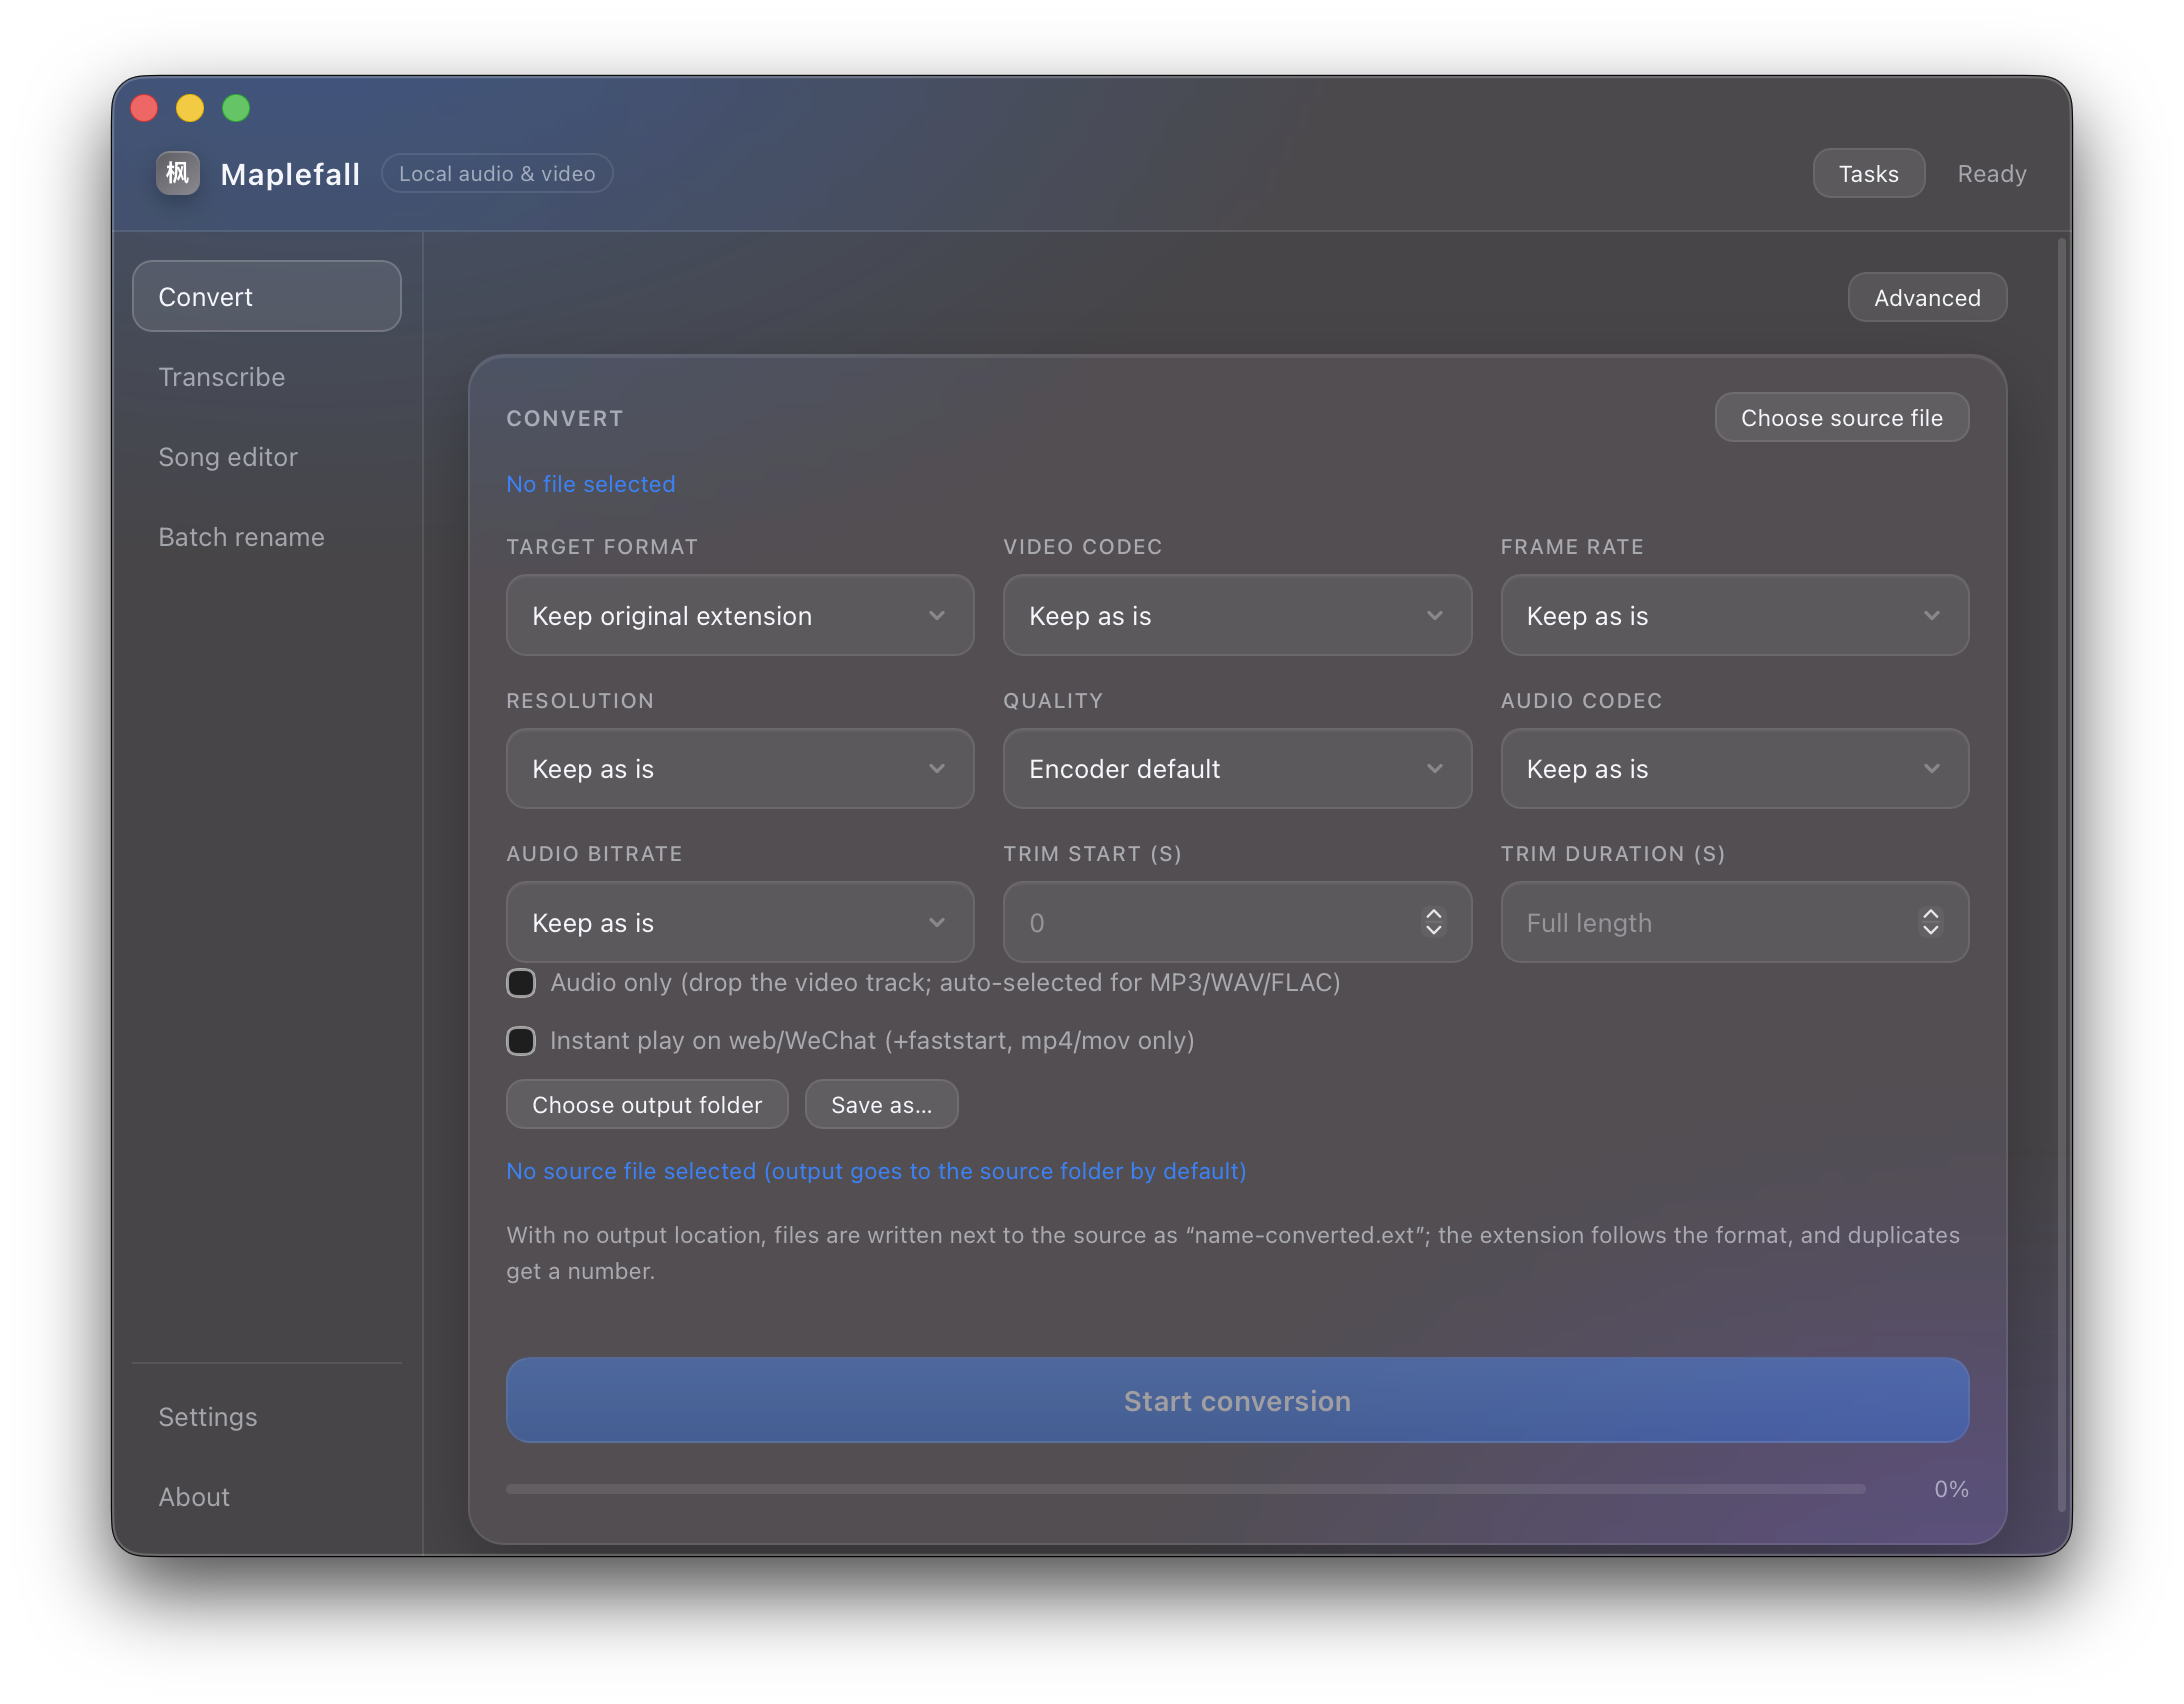 枫 Maplefall Local audio & video Tasks Ready
Convert
Transcribe
Song editor
Batch rename
Settings
About
Advanced
CONVERT Choose source file
No file selected
TARGET FORMAT VIDEO CODEC FRAME RATE
Keep original extension Keep as is Keep as is
RESOLUTION QUALITY AUDIO CODEC
Keep as is Encoder default Keep as is
AUDIO BITRATE TRIM START (S) TRIM DURATION (S)
Keep as is 0 Full length
Audio only (drop the video track; auto-selected for MP3/WAV/FLAC)
Instant play on web/WeChat (+faststart, mp4/mov only)
Choose output folder Save as...
No source file selected (output goes to the source folder by default)
With no output location, files are written next to the source as “name-converted.ext”; the extension follows the format, and duplicates
get a number.
Start conversion
0%